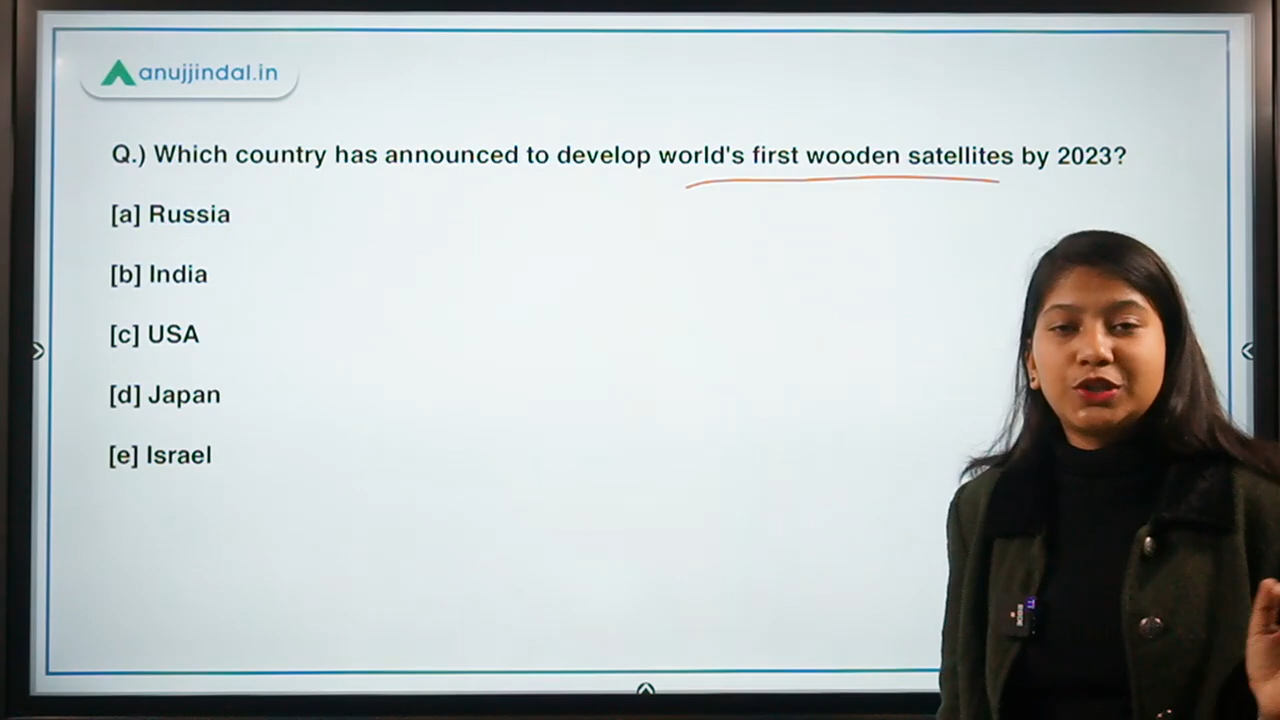 anujjindal.in
Q.) Which country has announced to develop world's first wooden satellites by 2023?
[a] Russia
[b] India
[c] USA
[d] Japan
[e] Israel